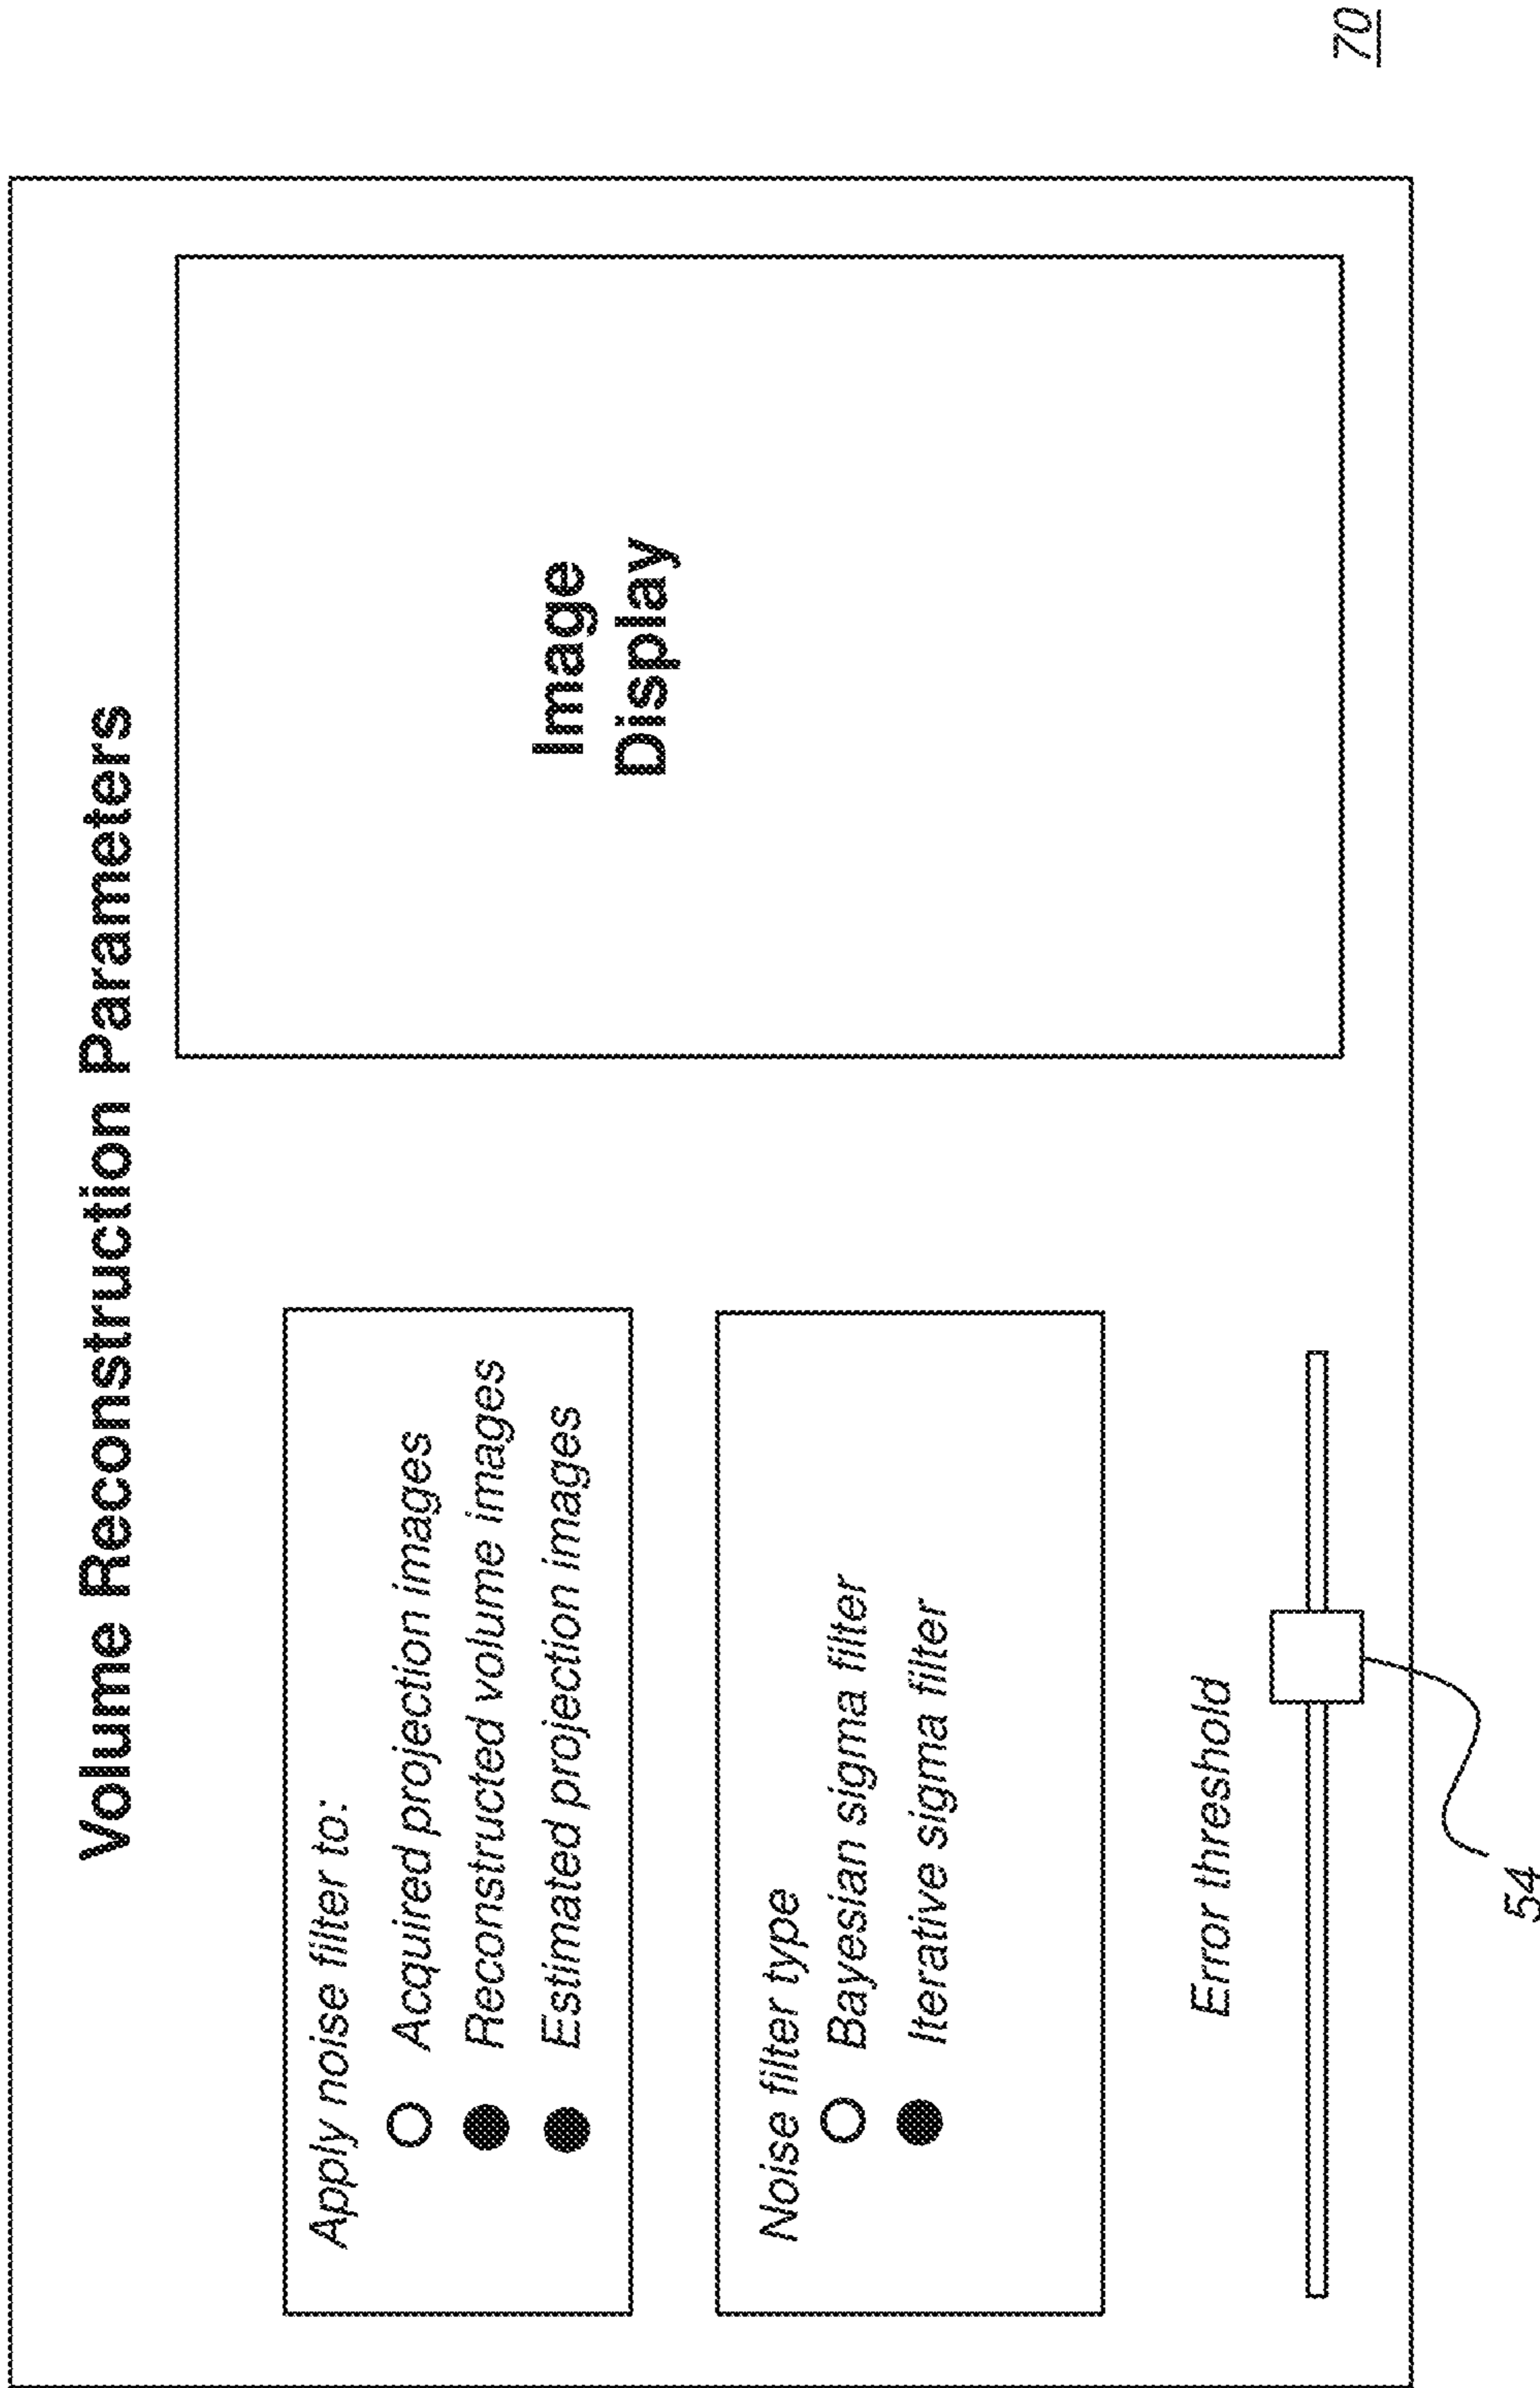 Volume Reconstruction Parameters
Apply noise filter to:
Acquired projection images
Reconstructed volume images
Estimated projection images
Noise filter type
Bayesian sigma filter
Iterative sigma filter
Error threshold
54
Image
Display
70